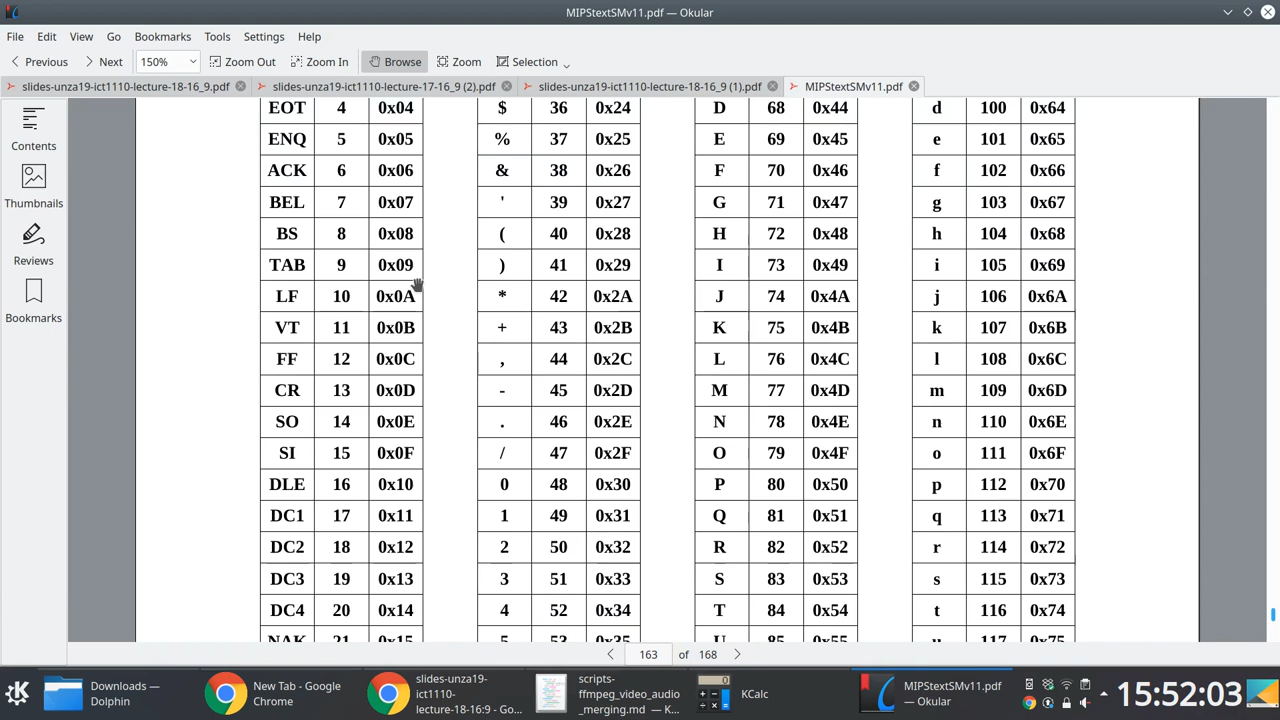 MIPStextSMv11.pdf — Okular
File Edit View Go Bookmarks Tools Settings Help
Previous Next 150% Zoom Out Zoom In Browse Zoom Selection
slides-unza19-ict1110-lecture-18-16_9.pdf slides-unza19-ict1110-lecture-17-16_9 (2).pdf slides-unza19-ict1110-lecture-18-16_9 (1).pdf MIPStextSMv11.pdf
Contents
Thumbnails
Reviews
Bookmarks
EOT 4 0x04 $ 36 0x24 D 68 0x44 d 100 0x64
ENQ 5 0x05 % 37 0x25 E 69 0x45 e 101 0x65
ACK 6 0x06 & 38 0x26 F 70 0x46 f 102 0x66
BEL 7 0x07 ' 39 0x27 G 71 0x47 g 103 0x67
BS 8 0x08 ( 40 0x28 H 72 0x48 h 104 0x68
TAB 9 0x09 ) 41 0x29 I 73 0x49 i 105 0x69
LF 10 0x0A * 42 0x2A J 74 0x4A j 106 0x6A
VT 11 0x0B + 43 0x2B K 75 0x4B k 107 0x6B
FF 12 0x0C , 44 0x2C L 76 0x4C l 108 0x6C
CR 13 0x0D - 45 0x2D M 77 0x4D m 109 0x6D
SO 14 0x0E . 46 0x2E N 78 0x4E n 110 0x6E
SI 15 0x0F / 47 0x2F O 79 0x4F o 111 0x6F
DLE 16 0x10 0 48 0x30 P 80 0x50 p 112 0x70
DC1 17 0x11 1 49 0x31 Q 81 0x51 q 113 0x71
DC2 18 0x12 2 50 0x32 R 82 0x52 r 114 0x72
DC3 19 0x13 3 51 0x33 S 83 0x53 s 115 0x73
DC4 20 0x14 4 52 0x34 T 84 0x54 t 116 0x74
NAK 21 0x15 5 53 0x35 U 85 0x55 u 117 0x75
163 of 168
Downloads — Dolphin
New Tab - Google Chrome
slides-unza19-ict1110-lecture-18-16:9 - Go...
scripts-ffmpeg_video_audio_merging.md — K...
0
KCalc
MIPStextSMv11.pdf — Okular
15:52:03